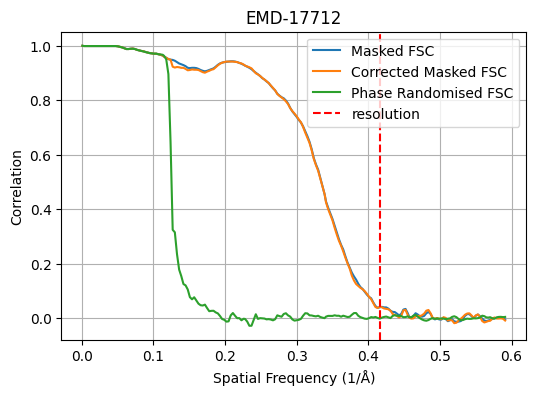 EMD-17712
Masked FSC
Corrected Masked FSC
Phase Randomised FSC
resolution
Correlation
1.0
0.8
0.6
0.4
0.2
0.0
0.0 0.1 0.2 0.3 0.4 0.5 0.6
Spatial Frequency (1/Å)